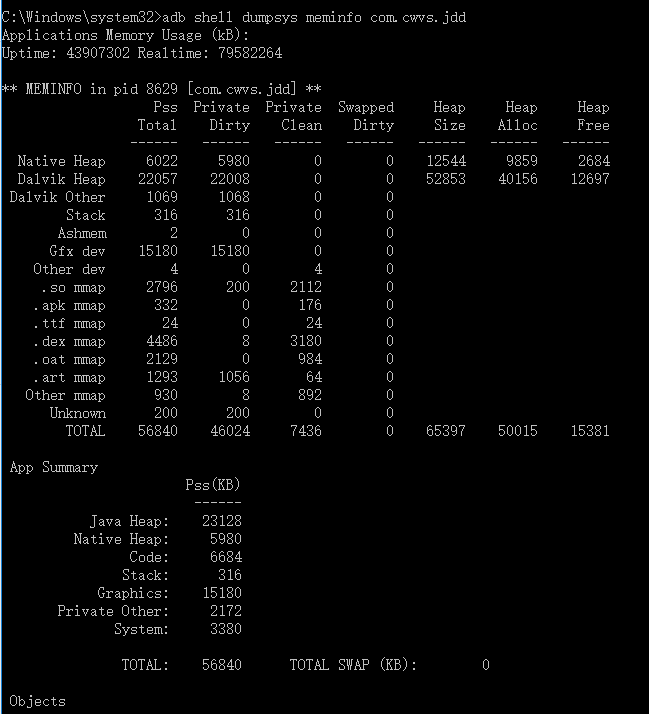 C:\Windows\system32>adb shell dumpsys meminfo com.cwvs.jdd
Applications Memory Usage (kB):
Uptime: 43907302 Realtime: 79582264
** MEMINFO in pid 8629 [com.cwvs.jdd] **
Pss Private Private Swapped Heap Heap Heap
Total Dirty Clean Dirty Size Alloc Free
------ ------ ------ ------ ------ ------ ------
Native Heap 6022 5980 0 0 12544 9859 2684
Dalvik Heap 22057 22008 0 0 52853 40156 12697
Dalvik Other 1069 1068 0 0
Stack 316 316 0 0
Ashmem 2 0 0 0
Gfx dev 15180 15180 0 0
Other dev 4 0 4 0
.so mmap 2796 200 2112 0
.apk mmap 332 0 176 0
.ttf mmap 24 0 24 0
.dex mmap 4486 8 3180 0
.oat mmap 2129 0 984 0
.art mmap 1293 1056 64 0
Other mmap 930 8 892 0
Unknown 200 200 0 0
TOTAL 56840 46024 7436 0 65397 50015 15381
App Summary
Pss(KB)
------
Java Heap: 23128
Native Heap: 5980
Code: 6684
Stack: 316
Graphics: 15180
Private Other: 2172
System: 3380
TOTAL: 56840 TOTAL SWAP (KB): 0
Objects